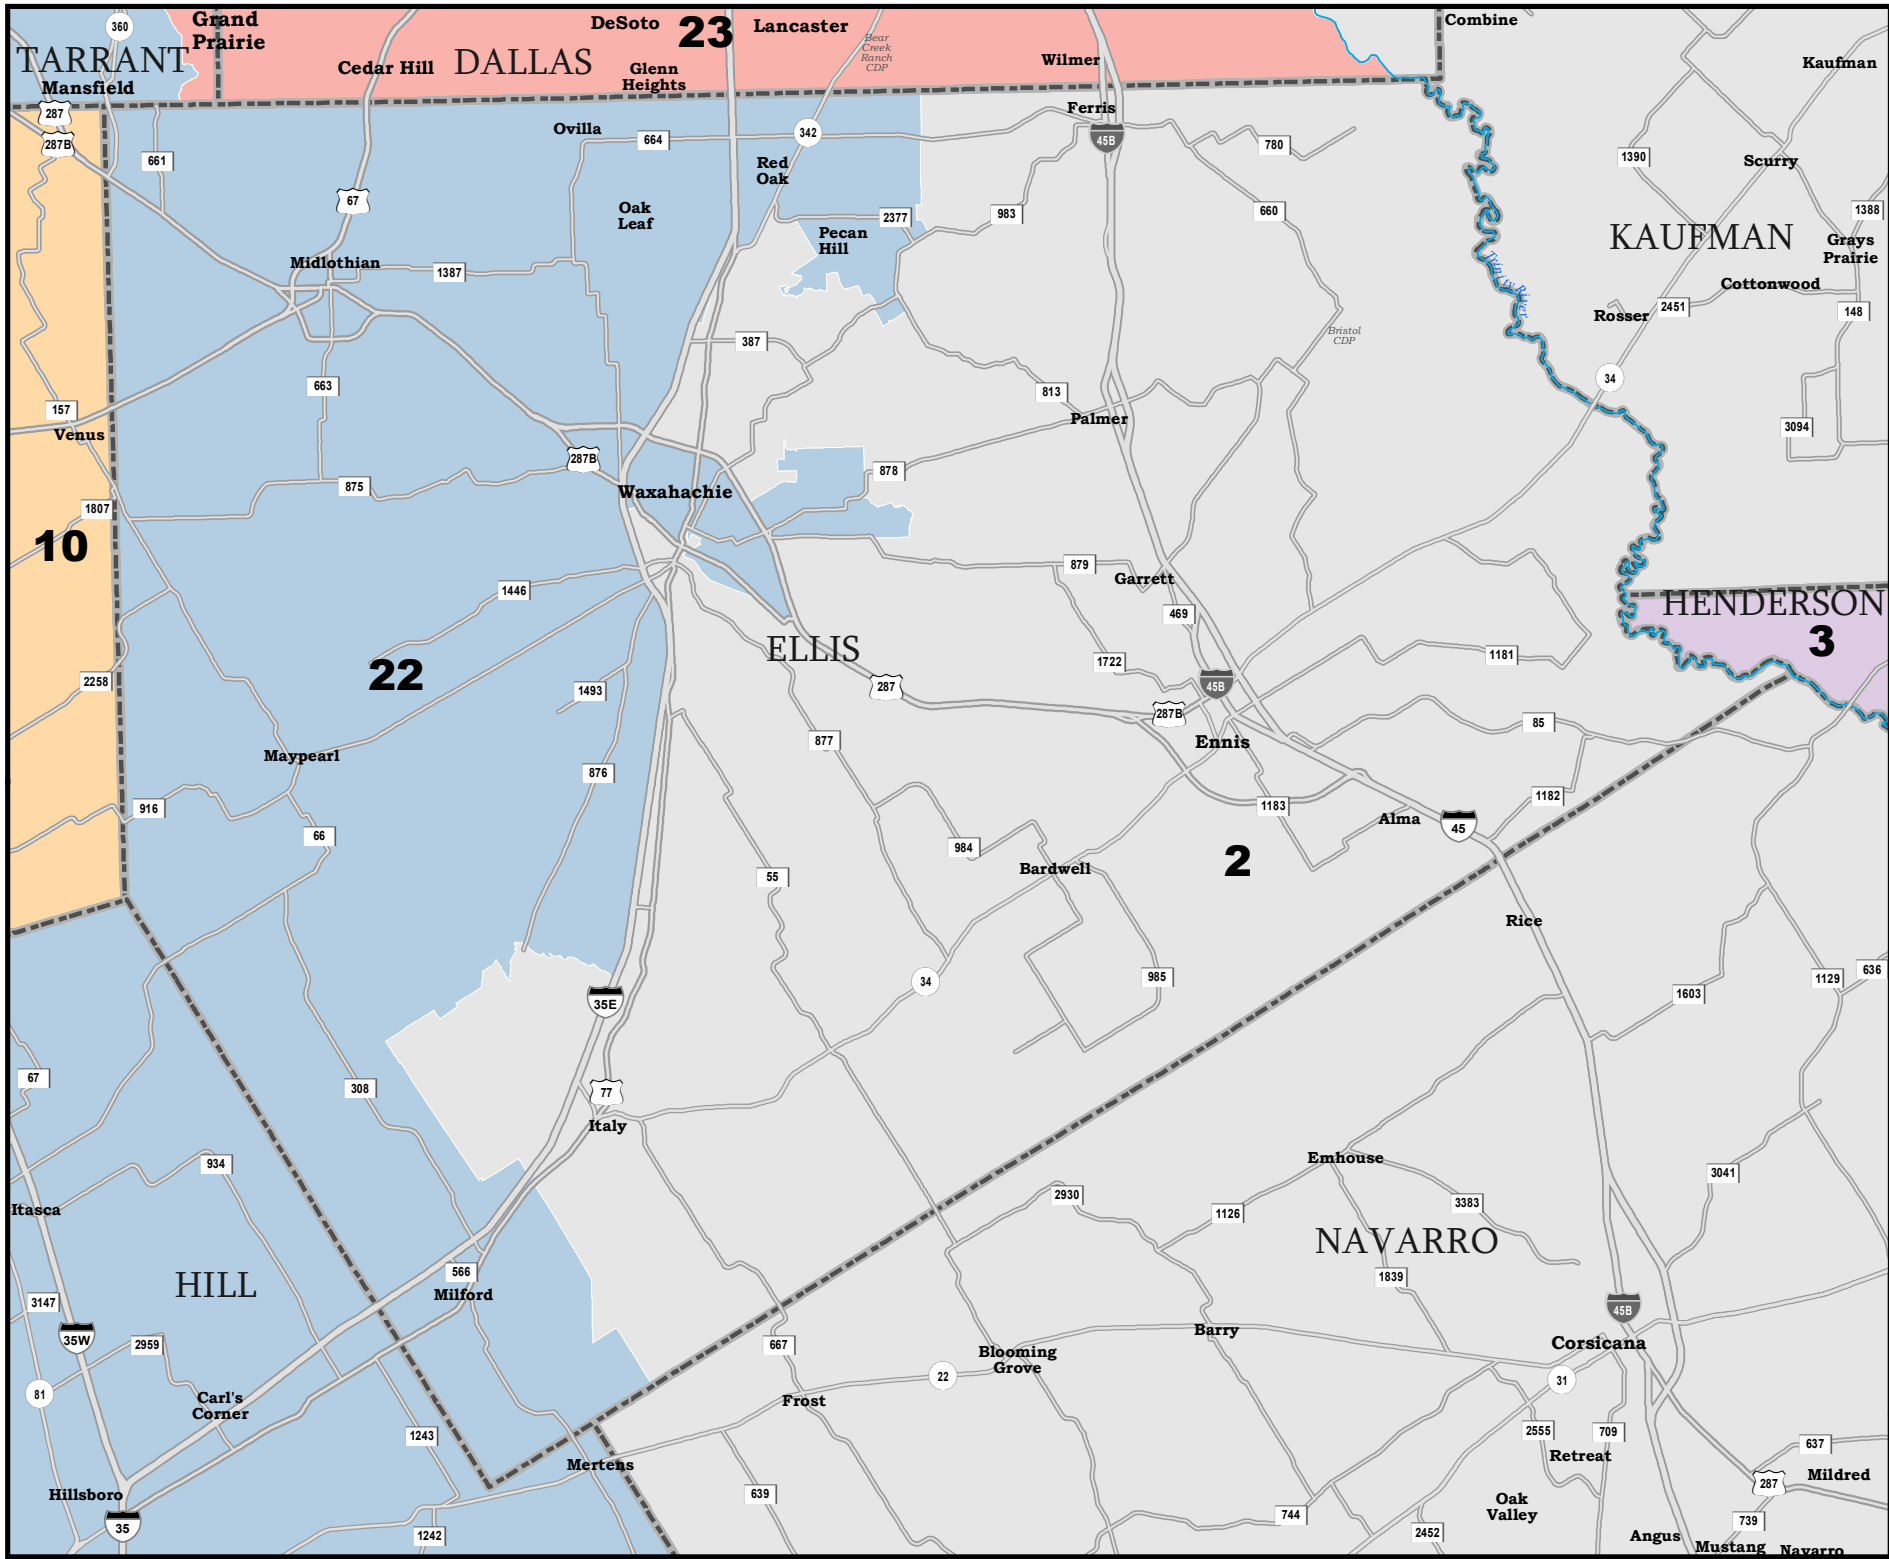 360
Grand
Prairie
DeSoto
23
Lancaster
Combine
TARRANT
Mansfield
Cedar Hill
DALLAS
Glenn
Heights
Bear
Creek
Ranch
CDP
Wilmer
Kaufman
287
287B
661
Ovilla
664
342
Ferris
45B
780
1390
Scurry
67
Red
Oak
Oak
Leaf
2377
983
660
1388
Pecan
Hill
KAUFMAN
Grays
Prairie
Midlothian
1387
Trinity River
Cottonwood
Rosser
2451
148
387
Bristol
CDP
663
813
34
157
Venus
Palmer
3094
287B
878
875
Waxahachie
1807
10
879
Garrett
1446
469
HENDERSON
3
ELLIS
22
1722
1181
2258
1493
287
45B
287B
85
Maypearl
877
Ennis
876
916
66
1183
1182
Alma
45
984
Bardwell
2
55
Rice
34
985
35E
1603
1129
636
67
308
77
Italy
934
Emhouse
3041
Itasca
2930
1126
3383
NAVARRO
HILL
566
Milford
1839
3147
35W
2959
45B
667
Blooming
Grove
Barry
Corsicana
81
Carl's
Corner
22
31
Frost
1243
2555
709
Retreat
637
Mertens
287
Mildred
Hillsboro
639
Oak
Valley
35
1242
744
2452
Angus
739
Mustang
Navarro